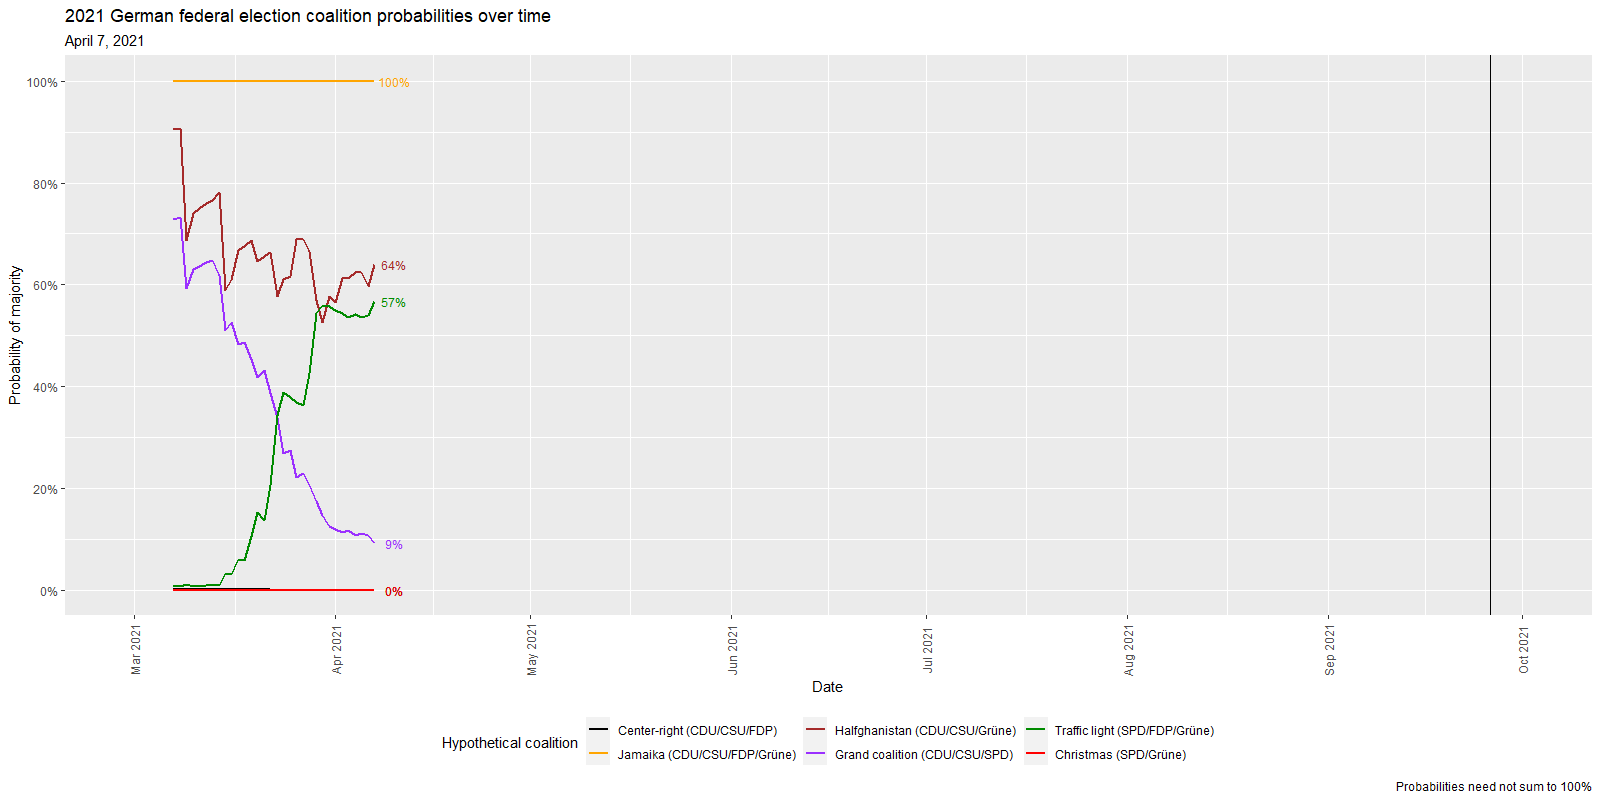 2021 German federal election coalition probabilities over time
April 7, 2021
Probability of majority
100%
80%
60%
40%
20%
0%
100%
64%
57%
9%
0%
Mar 2021
Apr 2021
May 2021
Jun 2021
Jul 2021
Aug 2021
Sep 2021
Oct 2021
Date
Hypothetical coalition
Center-right (CDU/CSU/FDP)
Halfghanistan (CDU/CSU/Grüne)
Traffic light (SPD/FDP/Grüne)
Jamaika (CDU/CSU/FDP/Grüne)
Grand coalition (CDU/CSU/SPD)
Christmas (SPD/Grüne)
Probabilities need not sum to 100%